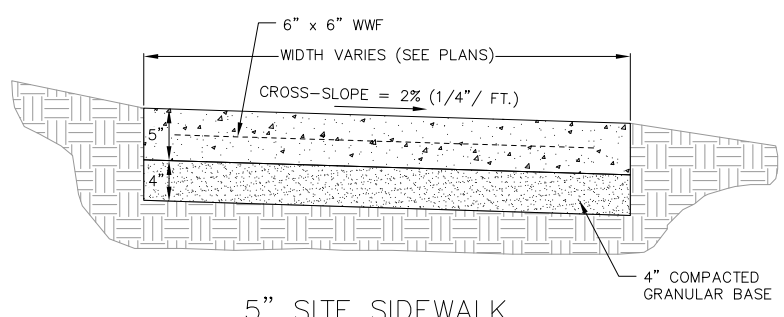 6” x 6” WWF
WIDTH VARIES (SEE PLANS)
CROSS-SLOPE = 2% (1/4”/ FT.)
5”
4”
4” COMPACTED
GRANULAR BASE
5” SITE SIDEWALK